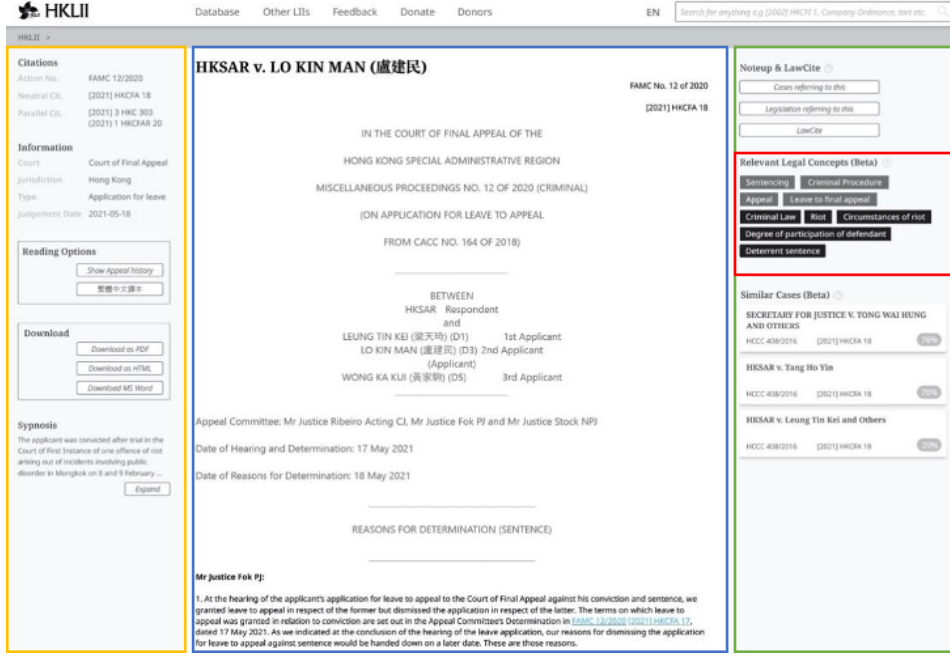 HKLII
Database Other LIIs Feedback Donate Donors EN Search for anything e.g [2002] HKCFI 1, Company Ordinance, tort etc.
HKLII >
Citations
Action No. FAMC 12/2020
Neutral Cit. [2021] HKCFA 18
Parallel Cit. [2021] 3 HKC 303
(2021) 1 HKCFAR 20
Information
Court Court of Final Appeal
Jurisdiction Hong Kong
Type Application for leave
Judgement Date 2021-05-18
Reading Options
Show Appeal history
繁體中文譯本
Download
Download as PDF
Download as HTML
Download MS Word
Sypnosis
The applicant was convicted after trial in the
Court of First Instance of one offence of riot
arising out of incidents involving public
disorder in Mongkok on 8 and 9 February ...
Expand
HKSAR v. LO KIN MAN (盧建民)
FAMC No. 12 of 2020
[2021] HKCFA 18
IN THE COURT OF FINAL APPEAL OF THE
HONG KONG SPECIAL ADMINISTRATIVE REGION
MISCELLANEOUS PROCEEDINGS NO. 12 OF 2020 (CRIMINAL)
(ON APPLICATION FOR LEAVE TO APPEAL
FROM CACC NO. 164 OF 2018)
BETWEEN
HKSAR Respondent
and
LEUNG TIN KEI (梁天琦) (D1) 1st Applicant
LO KIN MAN (盧建民) (D3) 2nd Applicant
(Applicant)
WONG KA KUI (黃家駒) (D5) 3rd Applicant
Appeal Committee: Mr Justice Ribeiro Acting CJ, Mr Justice Fok PJ and Mr Justice Stock NPJ
Date of Hearing and Determination: 17 May 2021
Date of Reasons for Determination: 18 May 2021
REASONS FOR DETERMINATION (SENTENCE)
Mr Justice Fok PJ:
1. At the hearing of the applicant's application for leave to appeal to the Court of Final Appeal against his conviction and sentence, we
granted leave to appeal in respect of the former but dismissed the application in respect of the latter. The terms on which leave to
appeal was granted in relation to conviction are set out in the Appeal Committee's Determination in FAMC 12/2020 [2021] HKCFA 17,
dated 17 May 2021. As we indicated at the conclusion of the hearing of the leave application, our reasons for dismissing the application
for leave to appeal against sentence would be handed down on a later date. These are those reasons.
Noteup & LawCite
Cases referring to this
Legislation referring to this
LawCite
Relevant Legal Concepts (Beta)
Sentencing Criminal Procedure
Appeal Leave to final appeal
Criminal Law Riot Circumstances of riot
Degree of participation of defendant
Deterrent sentence
Similar Cases (Beta)
SECRETARY FOR JUSTICE V. TONG WAI HUNG
AND OTHERS
HCCC 408/2016 [2021] HKCFA 18 76%
HKSAR v. Tang Ho Yin
HCCC 408/2016 [2021] HKCFA 18 70%
HKSAR v. Leung Tin Kei and Others
HCCC 408/2016 [2021] HKCFA 18 20%